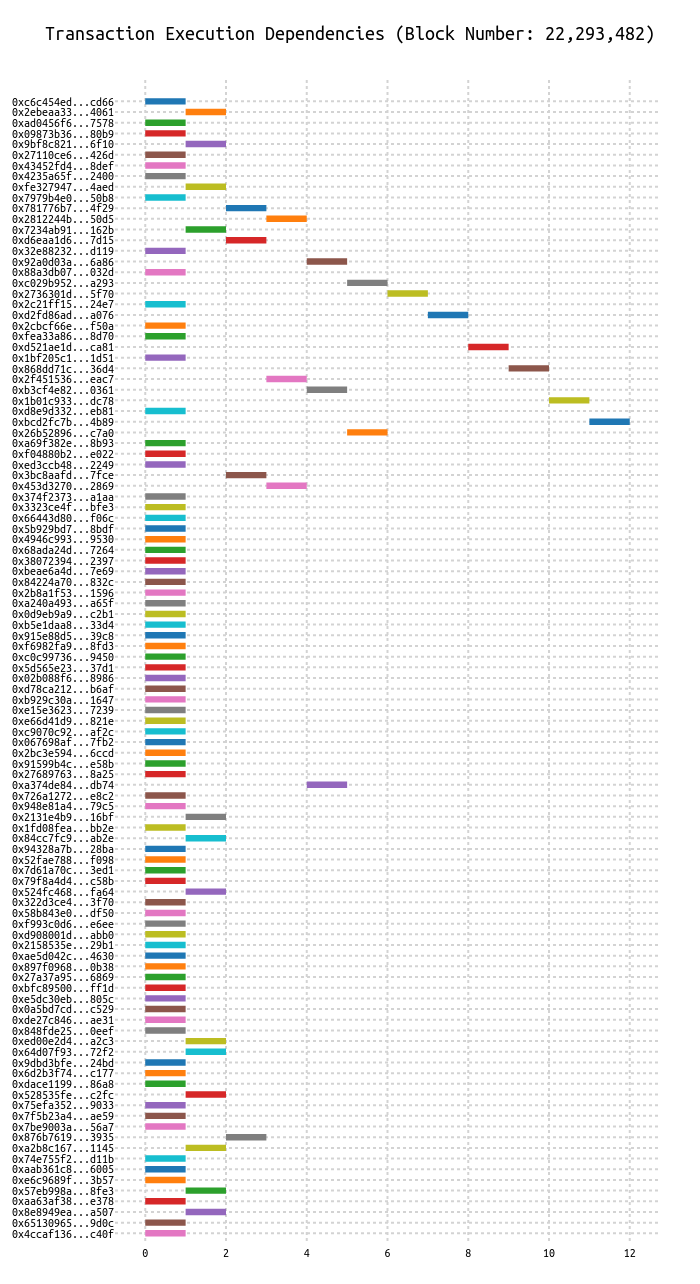 Transaction Execution Dependencies (Block Number: 22,293,482)
0xc6c454ed...cd66
0x2ebeaa33...4061
0xad0456f6...7578
0x09873b36...80b9
0x9bf8c821...6f10
0x27110ce6...426d
0x43452fd4...8def
0x4235a65f...2400
0xfe327947...4aed
0x7979b4e0...50b8
0x781776b7...4f29
0x2812244b...50d5
0x7234ab91...162b
0xd6eaa1d6...7d15
0x32e88232...d119
0x92a0d03a...6a86
0x88a3db07...032d
0xc029b952...a293
0x2736301d...5f70
0x2c21ff15...24e7
0xd2fd86ad...a076
0x2cbcf66e...f50a
0xfea33a86...8d70
0xd521ae1d...ca81
0x1bf205c1...1d51
0x868dd71c...36d4
0x2f451536...eac7
0xb3cf4e82...0361
0x1b01c933...dc78
0xd8e9d332...eb81
0xbcd2fc7b...4b89
0x26b52896...c7a0
0xa69f382e...8b93
0xf04880b2...e022
0xed3ccb48...2249
0x3bc8aafd...7fce
0x453d3270...2869
0x374f2373...a1aa
0x3323ce4f...bfe3
0x66443d80...f06c
0x5b929bd7...8bdf
0x4946c993...9530
0x68ada24d...7264
0x38072394...2397
0xbeae6a4d...7e69
0x84224a70...832c
0x2b8a1f53...1596
0xa240a493...a65f
0x0d9eb9a9...c2b1
0xb5e1daa8...33d4
0x915e88d5...39c8
0xf6982fa9...8fd3
0xc0c99736...9450
0x5d565e23...37d1
0x02b088f6...8986
0xd78ca212...b6af
0xb929c30a...1647
0xe15e3623...7239
0xe66d41d9...821e
0xc9070c92...af2c
0x067698af...7fb2
0x2bc3e594...6ccd
0x91599b4c...e58b
0x27689763...8a25
0xa374de84...db74
0x726a1272...e8c2
0x948e81a4...79c5
0x2131e4b9...16bf
0x1fd08fea...bb2e
0x84cc7fc9...ab2e
0x94328a7b...28ba
0x52fae788...f098
0x7d61a70c...3ed1
0x79f8a4d4...c58b
0x524fc468...fa64
0x322d3ce4...3f70
0x58b843e0...df50
0xf993c0d6...e6ee
0xd908001d...abb0
0x2158535e...29b1
0xae5d042c...4630
0x897f0968...0b38
0x27a37a95...6869
0xbfc89500...ff1d
0xe5dc30eb...805c
0x0a5bd7cd...c529
0xde27c846...ae31
0x848fde25...0eef
0xed00e2d4...a2c3
0x64d07f93...72f2
0x9dbd3bfe...24bd
0x6d2b3f74...c177
0xdace1199...86a8
0x528535fe...c2fc
0x75efa352...9033
0x7f5b23a4...ae59
0x7be9003a...56a7
0x876b7619...3935
0xa2b8c167...1145
0x74e755f2...d11b
0xaab361c8...6005
0xe6c9689f...3b57
0x57eb998a...8fe3
0xaa63af38...e378
0x8e8949ea...a507
0x65130965...9d0c
0x4ccaf136...c40f
0 2 4 6 8 10 12